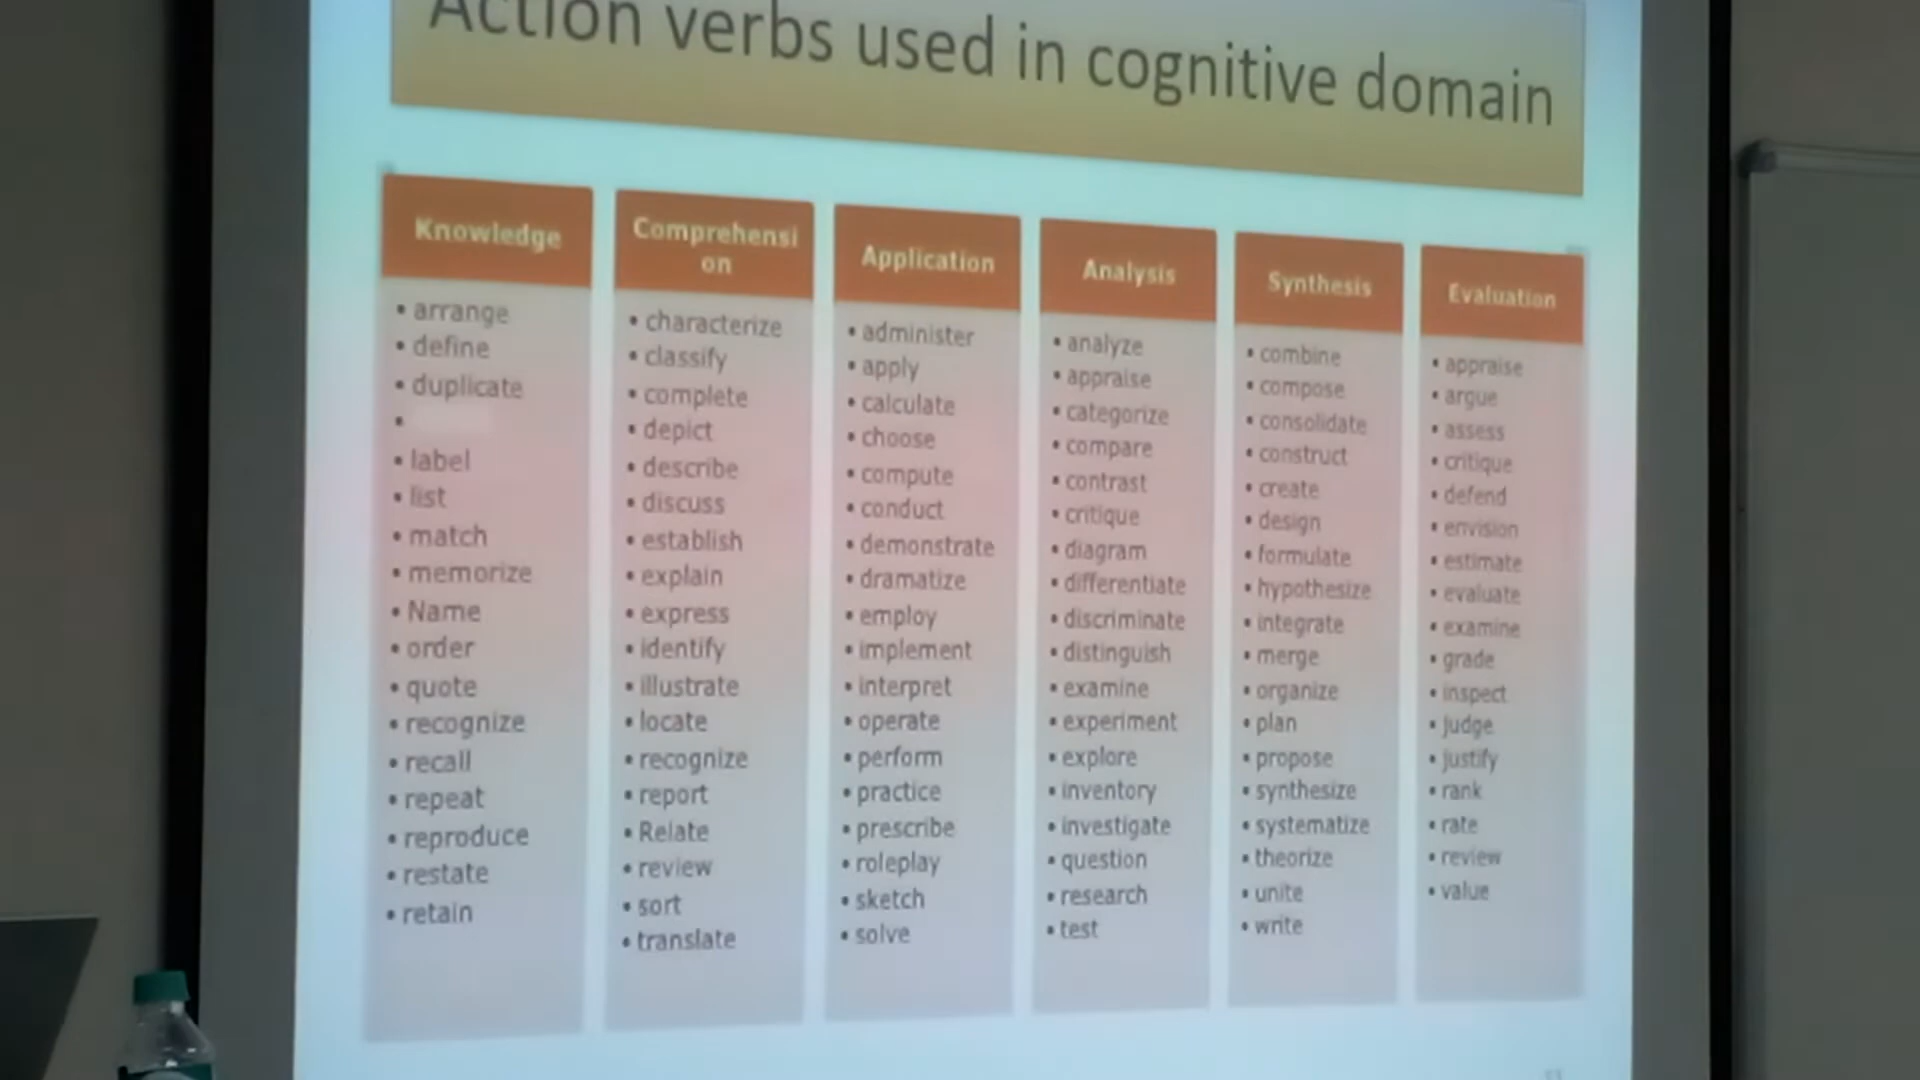 Action verbs used in cognitive domain
Knowledge
• arrange
• define
• duplicate
•
• label
• list
• match
• memorize
• Name
• order
• quote
• recognize
• recall
• repeat
• reproduce
• restate
• retain
Comprehensi
on
• characterize
• classify
• complete
• depict
• describe
• discuss
• establish
• explain
• express
• identify
• illustrate
• locate
• recognize
• report
• Relate
• review
• sort
• translate
Application
• administer
• apply
• calculate
• choose
• compute
• conduct
• demonstrate
• dramatize
• employ
• implement
• interpret
• operate
• perform
• practice
• prescribe
• roleplay
• sketch
• solve
Analysis
• analyze
• appraise
• categorize
• compare
• contrast
• critique
• diagram
• differentiate
• discriminate
• distinguish
• examine
• experiment
• explore
• inventory
• investigate
• question
• research
• test
Synthesis
• combine
• compose
• consolidate
• construct
• create
• design
• formulate
• hypothesize
• integrate
• merge
• organize
• plan
• propose
• synthesize
• systematize
• theorize
• unite
• write
Evaluation
• appraise
• argue
• assess
• critique
• defend
• envision
• estimate
• evaluate
• examine
• grade
• inspect
• judge
• justify
• rank
• rate
• review
• value